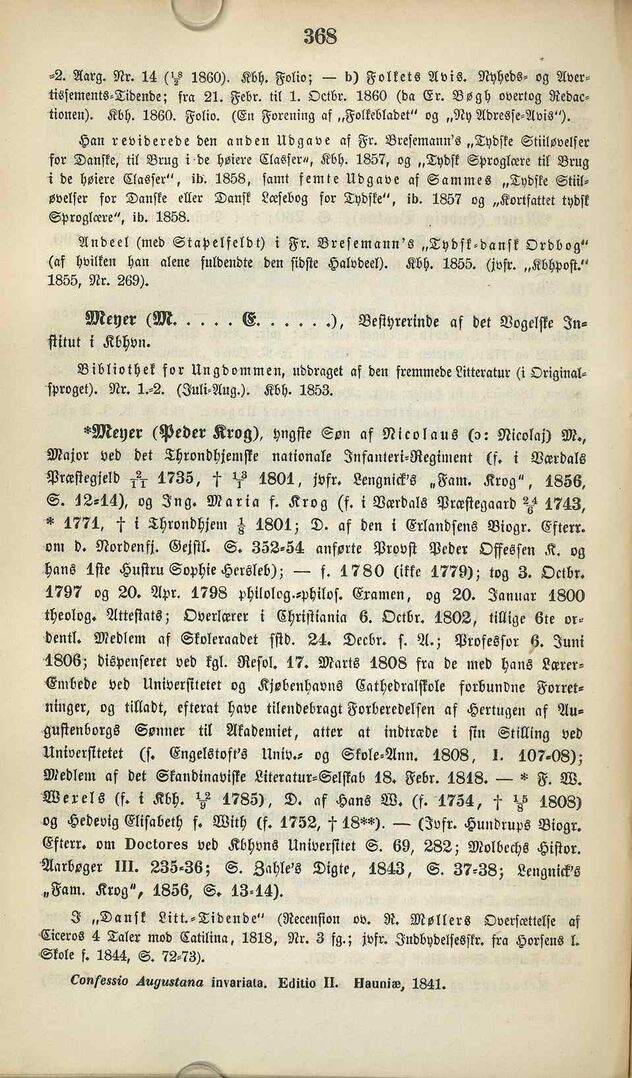 368
=2. Aarg. Nr. 14 (⅓ 1860). Kbh. Folio; — b) Folkets Avis. Nyheds= og Aver=
tissements=Tidende; fra 21. Febr. til 1. Octbr. 1860 (da Er. Bøgh overtog Redac=
tionen). Kbh. 1860. Folio. (En Forening af „Folkebladet“ og „Ny Adresse=Avis“).
Han reviderede den anden Udgave af Fr. Bresemann's „Tydske Stiiløvelser
for Danske, til Brug i de høiere Classer“, Kbh. 1857, og „Tydsk Sproglære til Brug
i de høiere Classer“, ib. 1858, samt femte Udgave af Sammes „Tydske Stiil=
øvelser for Danske eller Dansk Læsebog for Tydske“, ib. 1857 og „Kortfattet tydsk
Sproglære“, ib. 1858.
Andeel (med Stapelfeldt) i Fr. Bresemann's „Tydsk=dansk Ordbog“
(af hvilken han alene fuldendte den sidste Halvdeel). Kbh. 1855. (jvfr. „Kbhpost.“
1855, Nr. 269).
Meyer (M. . . . . . E. . . . . . .), Bestyrerinde af det Vogelske In=
stitut i Kbhvn.
Bibliothek for Ungdommen, uddraget af den fremmede Litteratur (i Original=
sproget). Nr. 1.=2. (Juli=Aug.). Kbh. 1853.
*Meyer (Peder Krog), yngste Søn af Nicolaus (ↄ: Nicolaj) M.,
Major ved det Throndhjemske nationale Infanteri=Regiment (f. i Værdals
Præstegjeld 1735, † 1801, jvfr. Lengnick's „Fam. Krog“, 1856,
S. 12=14), og Ing. Maria f. Krog (f. i Værdals Præstegaard 1743,
* 1771, † i Throndhjem 1801; D. af den i Erlandsens Biogr. Efterr.
om d. Nordenfj. Gejstl. S. 352=54 anførte Provst Peder Offessen K. og
hans 1ste Hustru Sophie Hersleb); — f. 1780 (ikke 1779); tog 3. Octbr.
1797 og 20. Apr. 1798 philolog.=philos. Examen, og 20. Januar 1800
theolog. Attestats; Overlærer i Christiania 6. Octbr. 1802, tillige 6te or=
dentl. Medlem af Skoleraadet sstd. 24. Decbr. s. A.; Professor 6. Juni
1806; dispenseret ved kgl. Resol. 17. Marts 1808 fra de med hans Lærer=
Embede ved Universitetet og Kjøbenhavns Cathedralskole forbundne Forret=
ninger, og tilladt, efterat have tilendebragt Forberedelsen af Hertugen af Au=
gustenborgs Sønner til Akademiet, atter at indtræde i sin Stilling ved
Universitetet (s. Engelstoft's Univ.= og Skole=Ann. 1808, I. 107=08);
Medlem af det Skandinaviske Literatur=Selskab 18. Febr. 1818. — * F. W.
Wexels (f. i Kbh. 1785), D. af Hans W. (f. 1754, † 1808)
og Hedevig Elisabeth f. With (f. 1752, † 18**). — (Jvfr. Hundrups Biogr.
Efterr. om Doctores ved Kbhvns Universitet S. 69, 282; Molbechs Histor.
Aarbøger III. 235=36; S. Zahle's Digte, 1843, S. 37=38; Lengnick's
„Fam. Krog“, 1856, S. 13=14).
I „Dansk Litt.=Tidende“ (Recension ov. R. Møllers Oversættelse af
Ciceros 4 Taler mod Catilina, 1818, Nr. 3 fg.; jvfr. Indbydelsesskr. fra Horsens l.
Skole f. 1844, S. 72=73).
Confessio Augustana invariata. Editio II. Hauniæ, 1841.